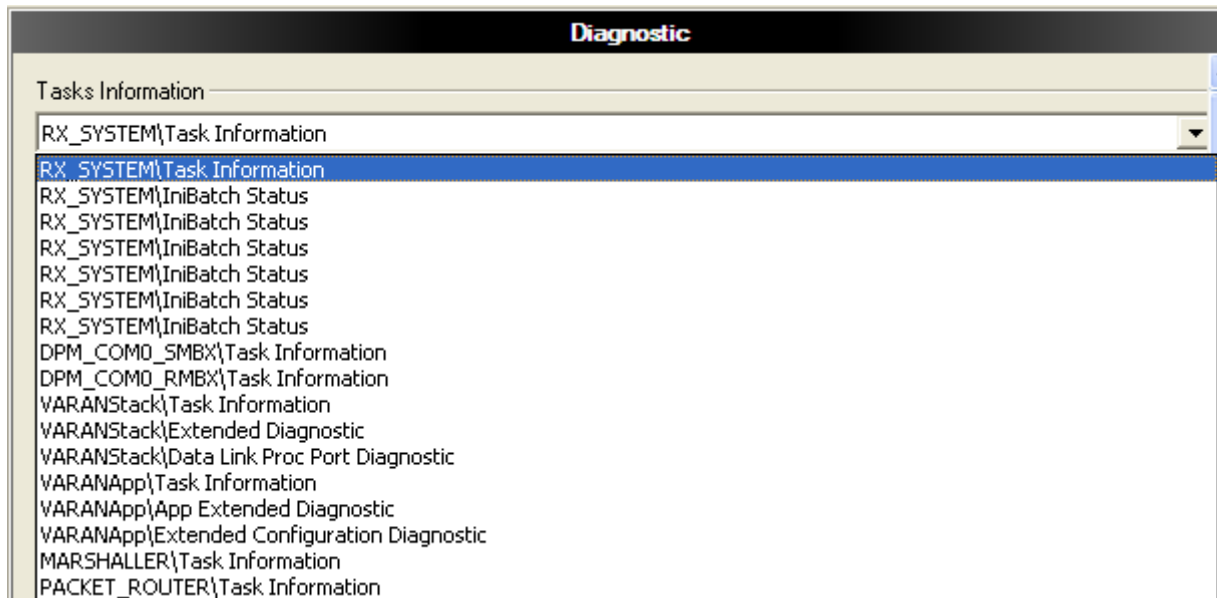 Diagnostic
Tasks Information
RX_SYSTEM\Task Information
RX_SYSTEM\Task Information
RX_SYSTEM\IniBatch Status
RX_SYSTEM\IniBatch Status
RX_SYSTEM\IniBatch Status
RX_SYSTEM\IniBatch Status
RX_SYSTEM\IniBatch Status
RX_SYSTEM\IniBatch Status
DPM_COM0_SMBX\Task Information
DPM_COM0_RMBX\Task Information
VARANStack\Task Information
VARANStack\Extended Diagnostic
VARANStack\Data Link Proc Port Diagnostic
VARANApp\Task Information
VARANApp\App Extended Diagnostic
VARANApp\Extended Configuration Diagnostic
MARSHALLER\Task Information
PACKET_ROUTER\Task Information